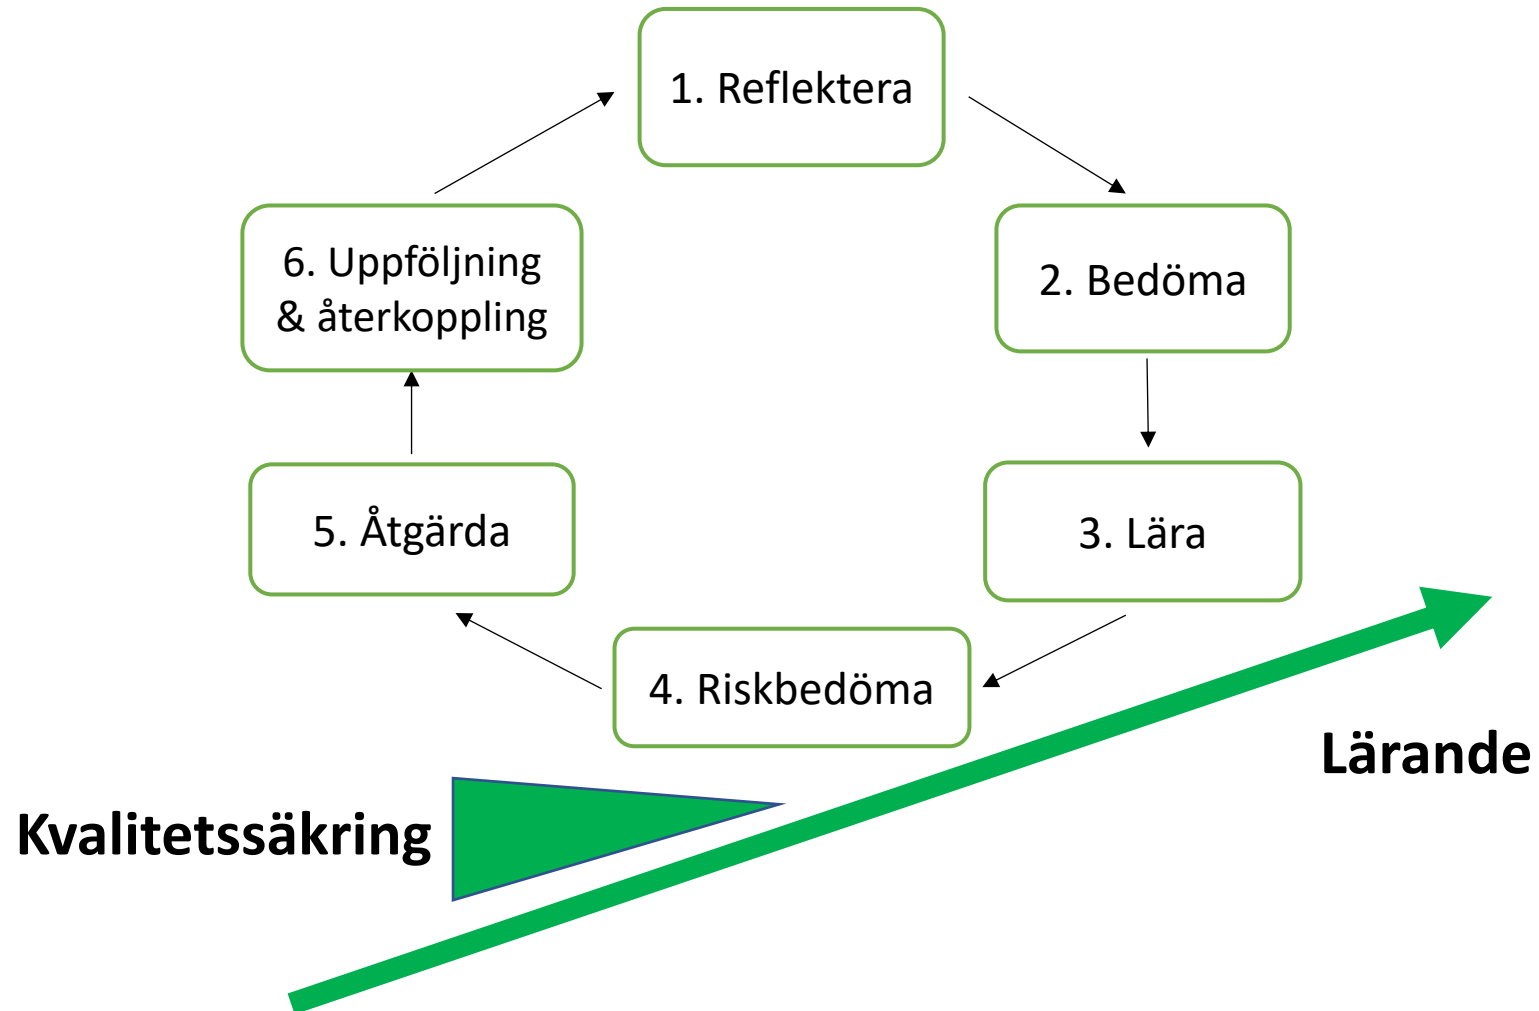 1. Reflektera
2. Bedöma
3. Lära
4. Riskbedöma
5. Åtgärda
6. Uppföljning
& återkoppling
Lärande
Kvalitetssäkring